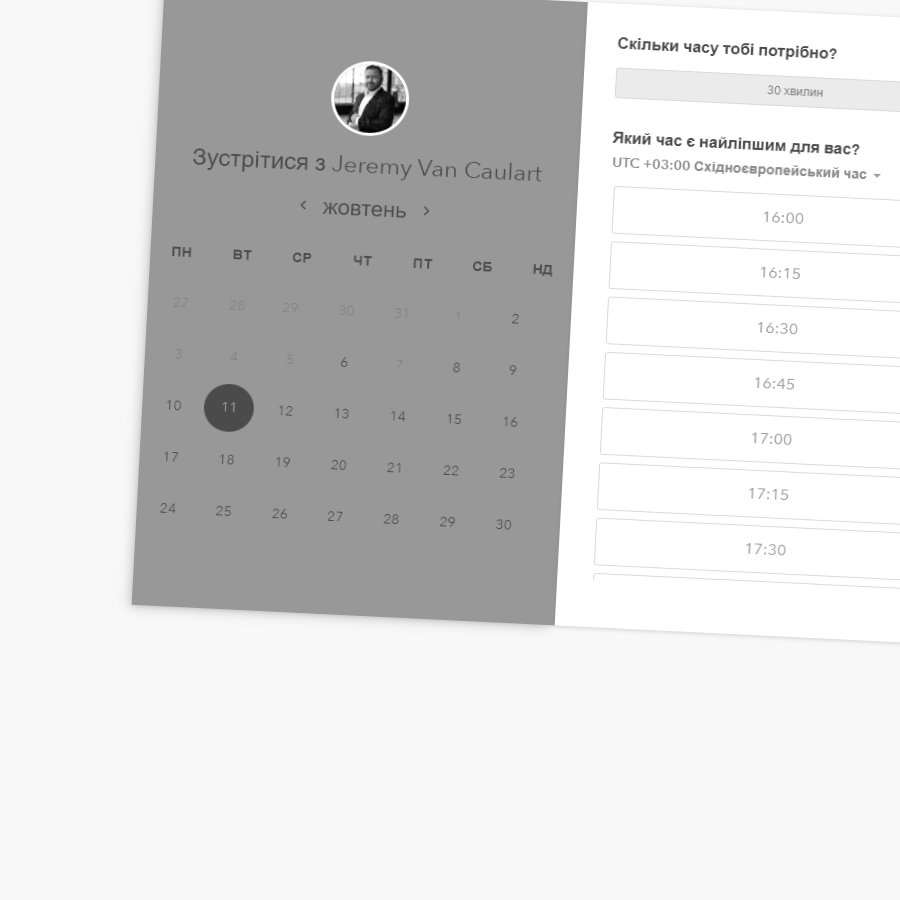 Зустрітися з Jeremy Van Caulart
жовтень
ПН ВТ СР ЧТ ПТ СБ НД
27 28 29 30 31 1 2
3 4 5 6 7 8 9
10 11 12 13 14 15 16
17 18 19 20 21 22 23
24 25 26 27 28 29 30
Скільки часу тобі потрібно?
30 хвилин
Який час є найліпшим для вас?
UTC +03:00 Східноєвропейський час
16:00
16:15
16:30
16:45
17:00
17:15
17:30